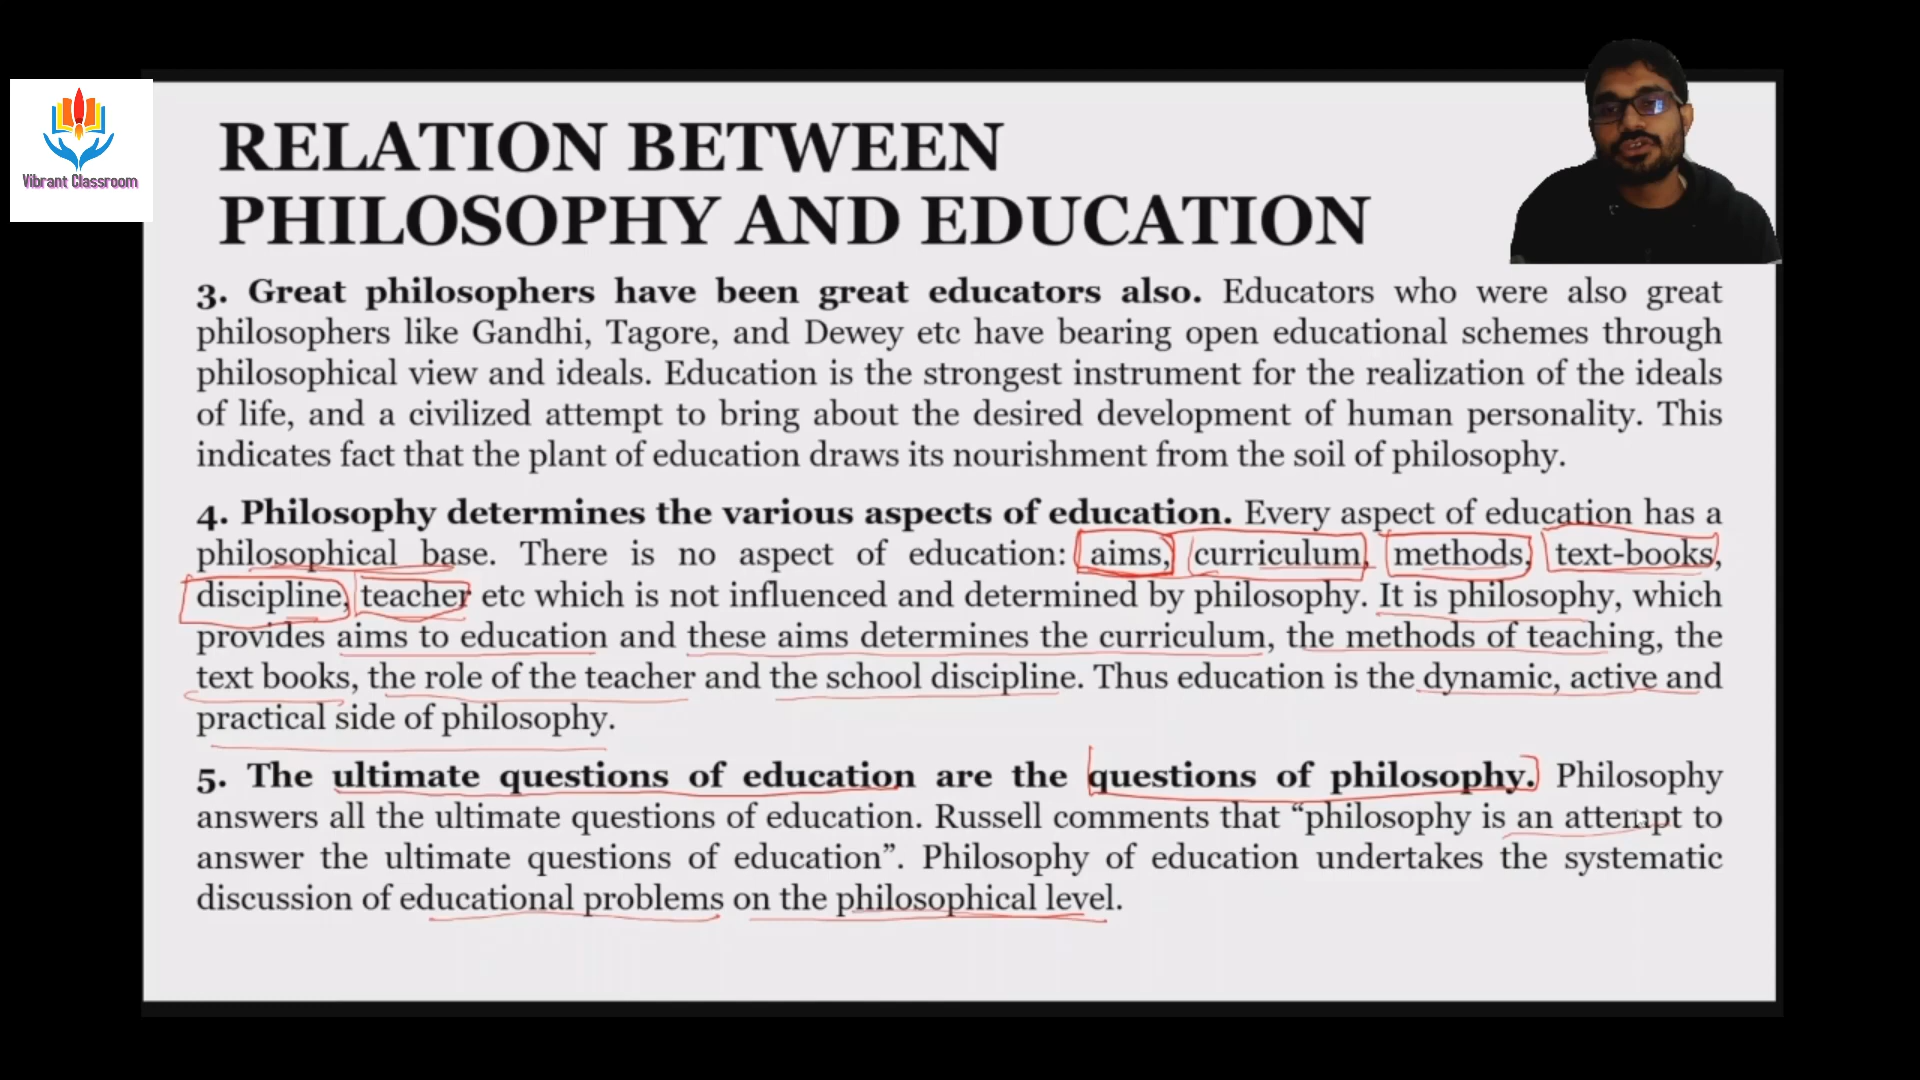 Vibrant Classroom
RELATION BETWEEN
PHILOSOPHY AND EDUCATION
3. Great philosophers have been great educators also. Educators who were also great
philosophers like Gandhi, Tagore, and Dewey etc have bearing open educational schemes through
philosophical view and ideals. Education is the strongest instrument for the realization of the ideals
of life, and a civilized attempt to bring about the desired development of human personality. This
indicates fact that the plant of education draws its nourishment from the soil of philosophy.
4. Philosophy determines the various aspects of education. Every aspect of education has a
philosophical base. There is no aspect of education: aims, curriculum, methods, text-books,
discipline, teacher etc which is not influenced and determined by philosophy. It is philosophy, which
provides aims to education and these aims determines the curriculum, the methods of teaching, the
text books, the role of the teacher and the school discipline. Thus education is the dynamic, active and
practical side of philosophy.
5. The ultimate questions of education are the questions of philosophy. Philosophy
answers all the ultimate questions of education. Russell comments that “philosophy is an attempt to
answer the ultimate questions of education”. Philosophy of education undertakes the systematic
discussion of educational problems on the philosophical level.